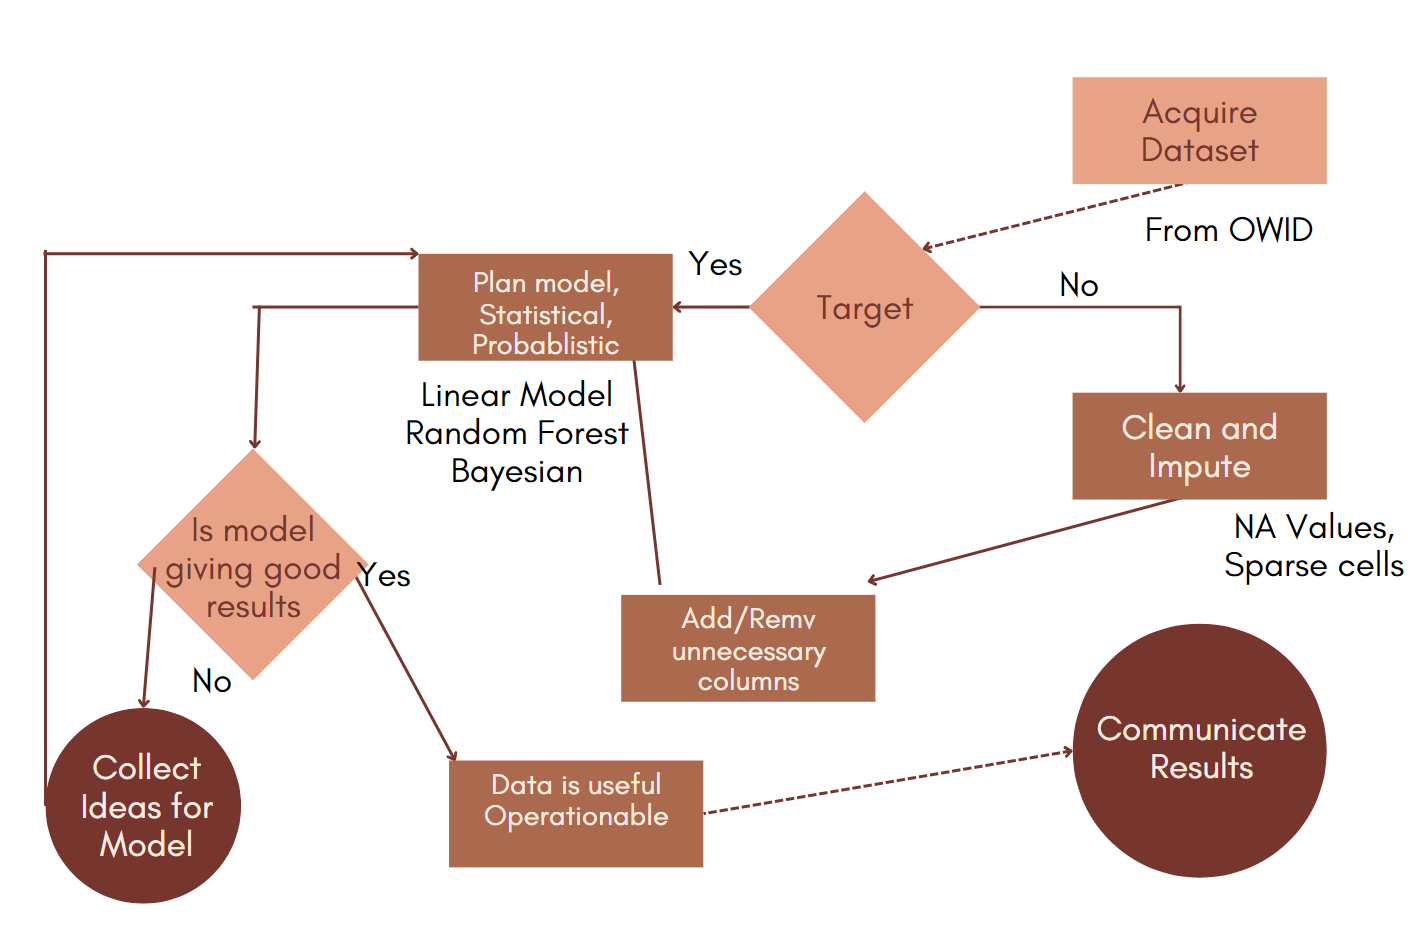 Acquire
Dataset
From OWID
Target
Yes
No
Plan model,
Statistical,
Probablistic
Linear Model
Random Forest
Bayesian
Clean and
Impute
NA Values,
Sparse cells
Add/Remv
unnecessary
columns
Is model
giving good
results
Yes
No
Collect
Ideas for
Model
Data is useful
Operationable
Communicate
Results